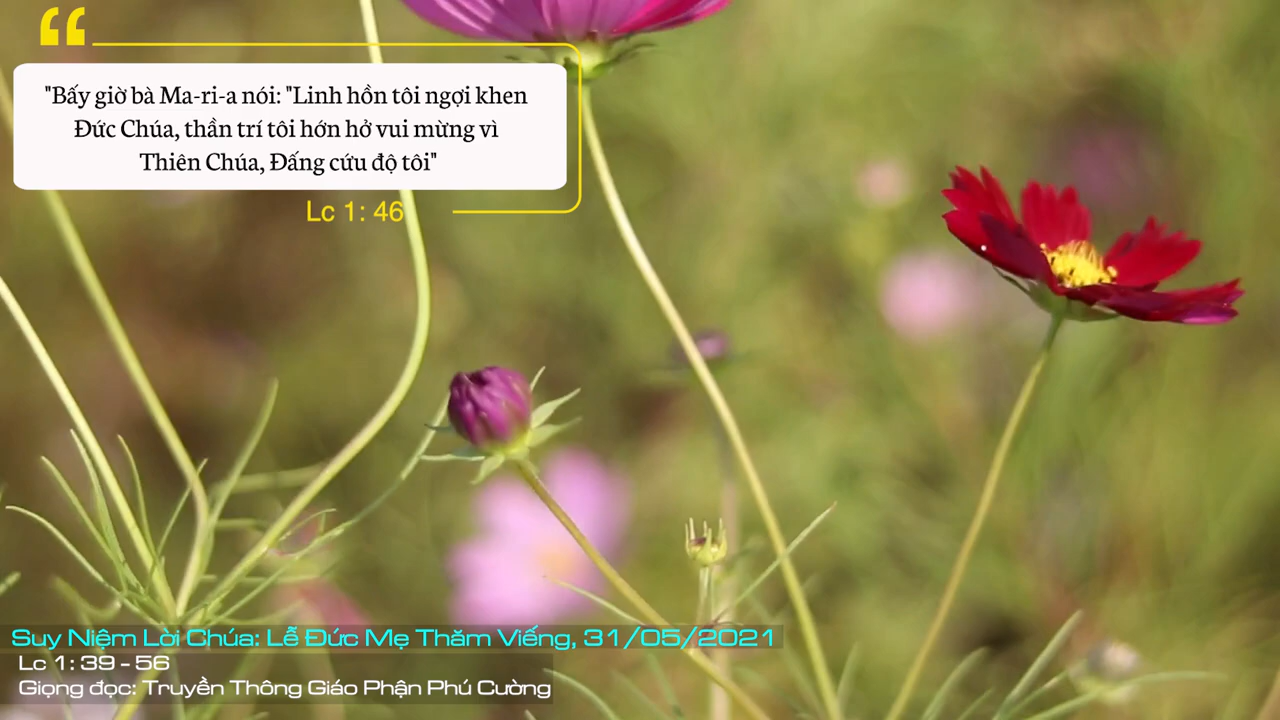 "Bấy giờ bà Ma-ri-a nói: "Linh hồn tôi ngợi khen
Đức Chúa, thần trí tôi hớn hở vui mừng vì
Thiên Chúa, Đấng cứu độ tôi"
Lc 1: 46
Suy Niệm Lời Chúa: Lễ Đức Mẹ Thăm Viếng, 31/05/2021
Lc 1: 39 - 56
Giọng đọc: Truyền Thông Giáo Phận Phú Cường